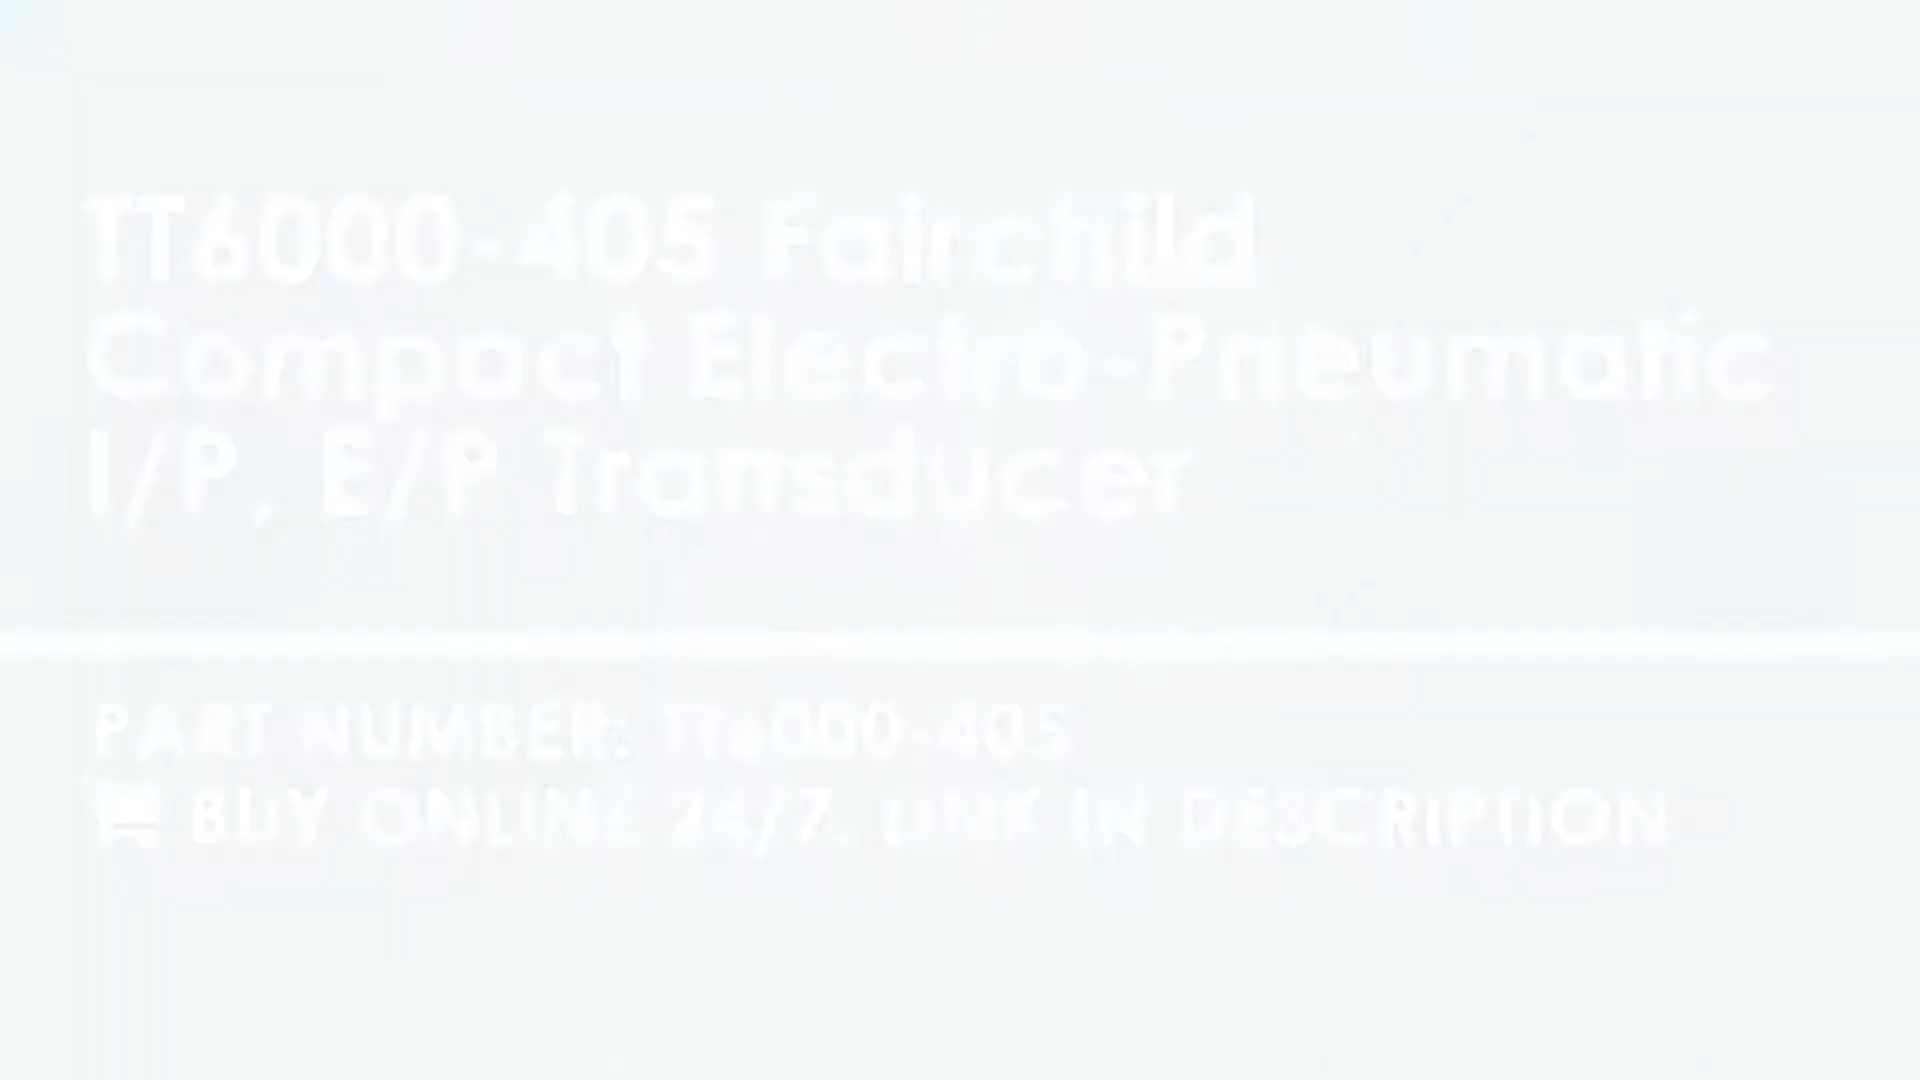 TT6000-405 Fairchild
Compact Electro-Pneumatic
I/P, E/P Transducer
PART NUMBER: TT6000-405
BUY ONLINE 24/7. LINK IN DESCRIPTION